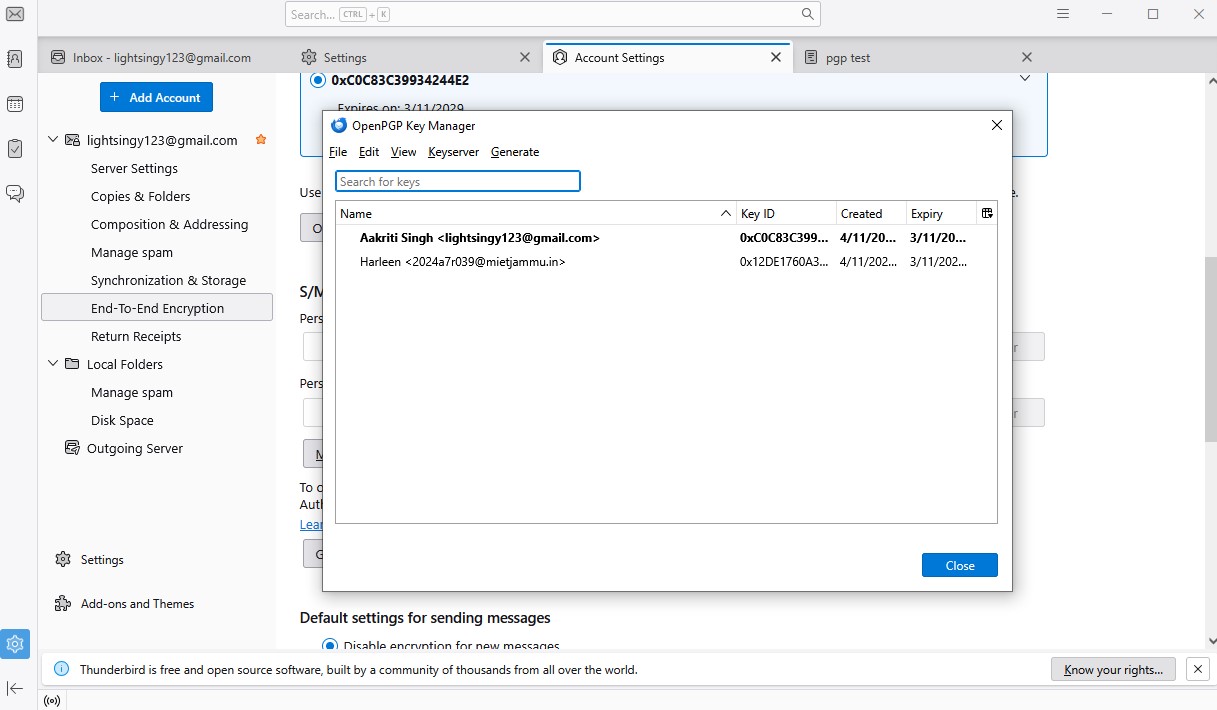 Search... CTRL + K
Inbox - lightsingy123@gmail.com
Settings
Account Settings
pgp test
+ Add Account
lightsingy123@gmail.com
Server Settings
Copies & Folders
Composition & Addressing
Manage spam
Synchronization & Storage
End-To-End Encryption
Return Receipts
Local Folders
Manage spam
Disk Space
Outgoing Server
Settings
Add-ons and Themes
0xC0C83C39934244E2
Expires on: 3/11/2029
Use
O
S/M
Pers
Pers
M
To
Auth
Lear
G
OpenPGP Key Manager
File Edit View Keyserver Generate
Search for keys
Name Key ID Created Expiry
Aakriti Singh <lightsingy123@gmail.com> 0xC0C83C399... 4/11/20... 3/11/20...
Harleen <2024a7r039@mietjammu.in> 0x12DE1760A3... 4/11/202... 3/11/202...
Close
Default settings for sending messages
Disable encryption for new messages
Thunderbird is free and open source software, built by a community of thousands from all over the world.
Know your rights...